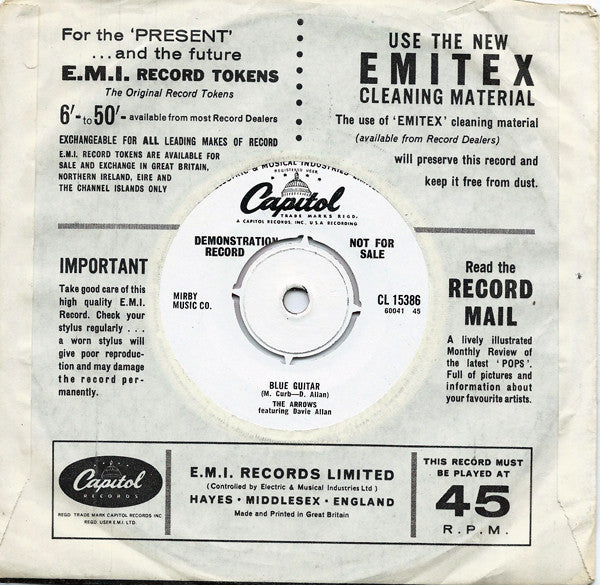 For the 'PRESENT'
...and the future
E.M.I. RECORD TOKENS
The Original Record Tokens
6'- to 50'- available from most Record Dealers
EXCHANGEABLE FOR ALL LEADING MAKES OF RECORD
E.M.I. RECORD TOKENS ARE AVAILABLE FOR
SALE AND EXCHANGE IN GREAT BRITAIN,
NORTHERN IRELAND, EIRE AND
THE CHANNEL ISLANDS ONLY
USE THE NEW
EMITEX
CLEANING MATERIAL
The use of 'EMITEX' cleaning material
(available from Record Dealers)
will preserve this record and
keep it free from dust.
& MUSICAL INDUSTRIES
REGISTERED USER
Capitol
TRADE MARKS REGD.
A CAPITOL RECORDS, INC., U.S.A. RECORDING
DEMONSTRATION
RECORD
NOT FOR
SALE
MIRBY
MUSIC CO.
CL 15386
60041 45
BLUE GUITAR
(M. Curb—D. Allan)
THE ARROWS
featuring Davie Allan
IMPORTANT
Take good care of this
high quality E.M.I.
Record. Check your
stylus regularly ...
a worn stylus will
give poor reproduc-
tion and may damage
the record per-
manently.
Read the
RECORD
MAIL
A lively illustrated
Monthly Review of
the latest 'POPS'.
Full of pictures and
information about
your favourite artists.
Capitol
RECORDS
REGD. TRADE MARK CAPITOL RECORDS INC
REGD. USER E.M.I. LTD.
E.M.I. RECORDS LIMITED
(Controlled by Electric & Musical Industries Ltd)
HAYES • MIDDLESEX • ENGLAND
Made and Printed in Great Britain
THIS RECORD MUST
BE PLAYED AT
45
R.P.M.